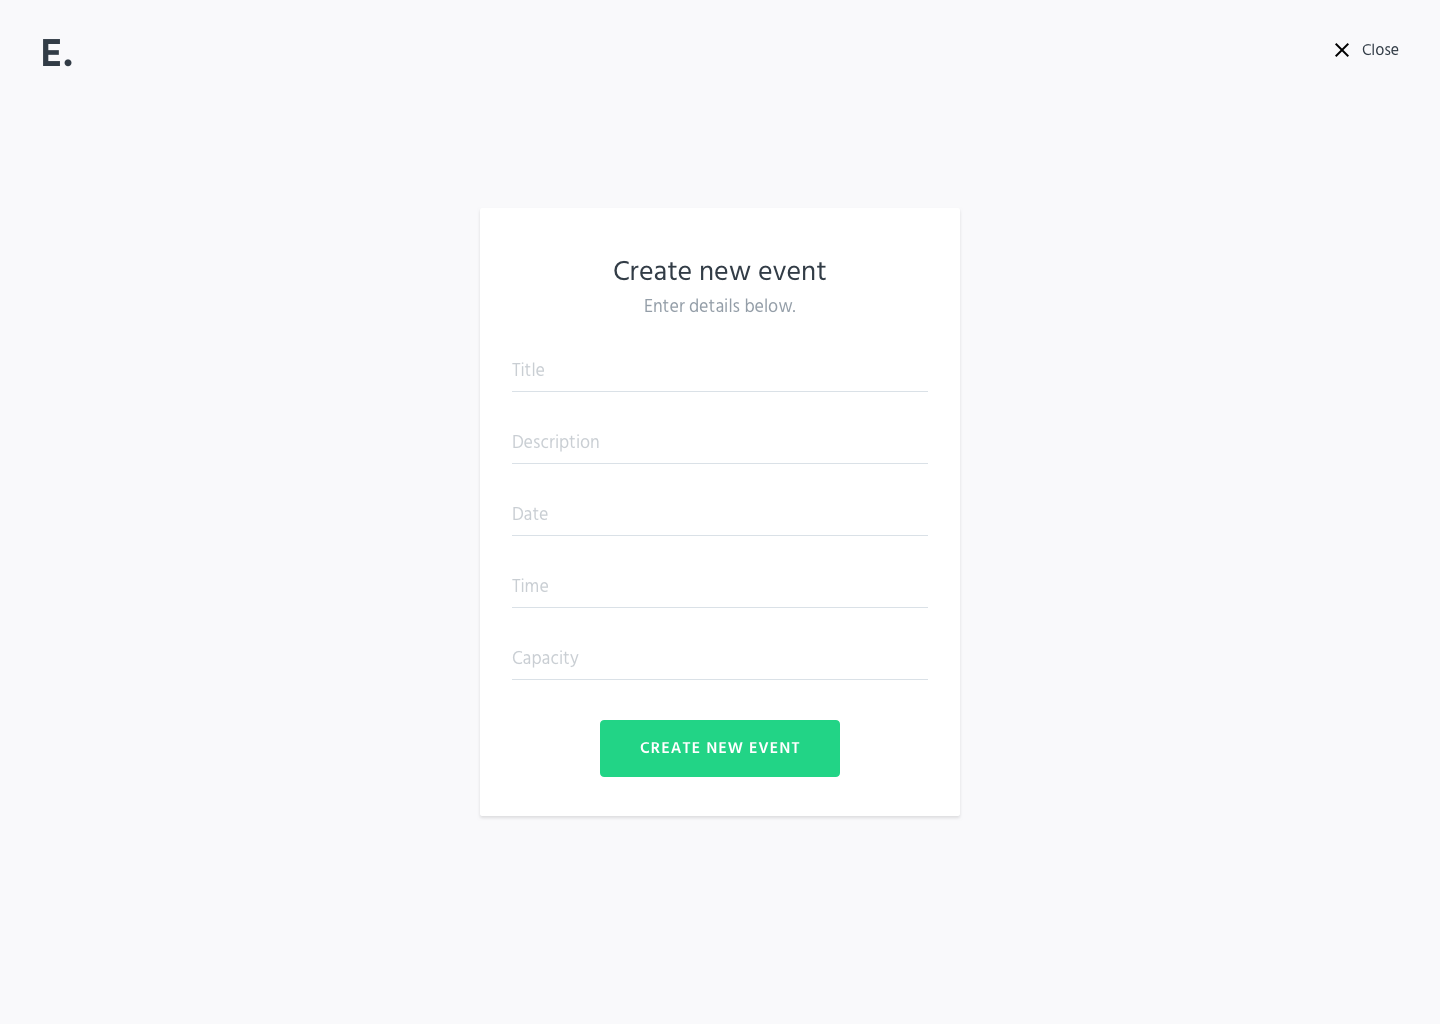 E.
Close
Create new event
Enter details below.
Title
Description
Date
Time
Capacity
CREATE NEW EVENT